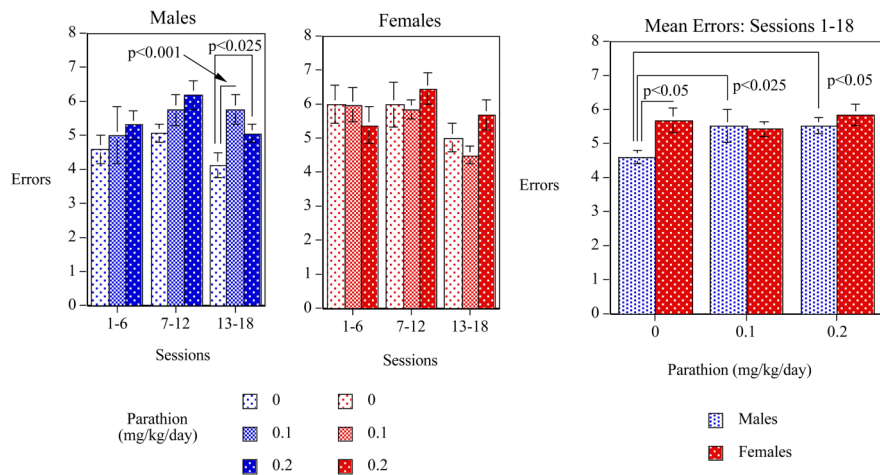 Males
8
7
6
5
4
3
2
1
0
Errors
p<0.001
p<0.025
1-6
7-12
13-18
Sessions
Females
8
7
6
5
4
3
2
1
0
1-6
7-12
13-18
Sessions
Parathion
(mg/kg/day)
0
0.1
0.2
0
0.1
0.2
Mean Errors: Sessions 1-18
8
7
6
5
4
3
2
1
0
Errors
p<0.05
p<0.025
p<0.05
0
0.1
0.2
Parathion (mg/kg/day)
Males
Females